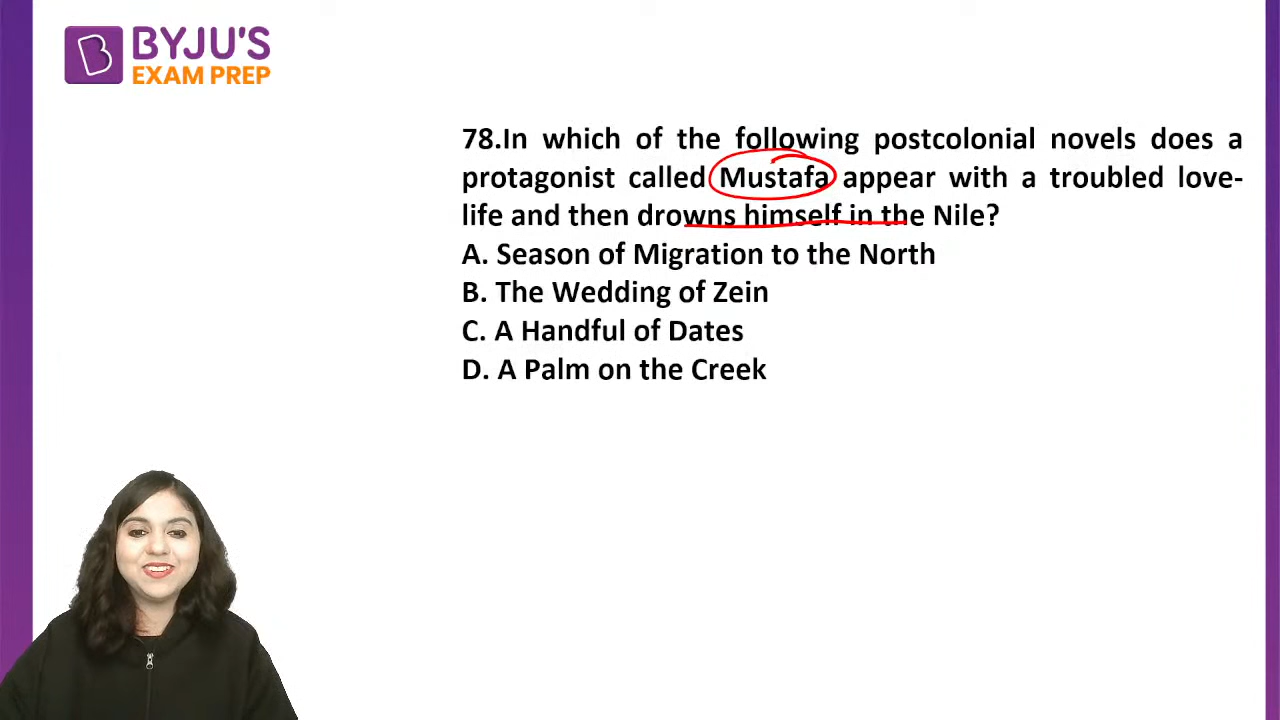 BYJU'S
EXAM PREP
78.In which of the following postcolonial novels does a
protagonist called Mustafa appear with a troubled love-
life and then drowns himself in the Nile?
A. Season of Migration to the North
B. The Wedding of Zein
C. A Handful of Dates
D. A Palm on the Creek